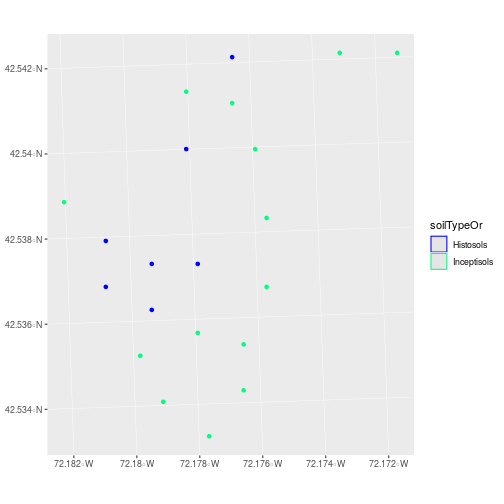 42.542◦N
42.54◦N
42.538◦N
42.536◦N
42.534◦N
72.182◦W
72.18◦W
72.178◦W
72.176◦W
72.174◦W
72.172◦W
soilTypeOr
Histosols
Inceptisols